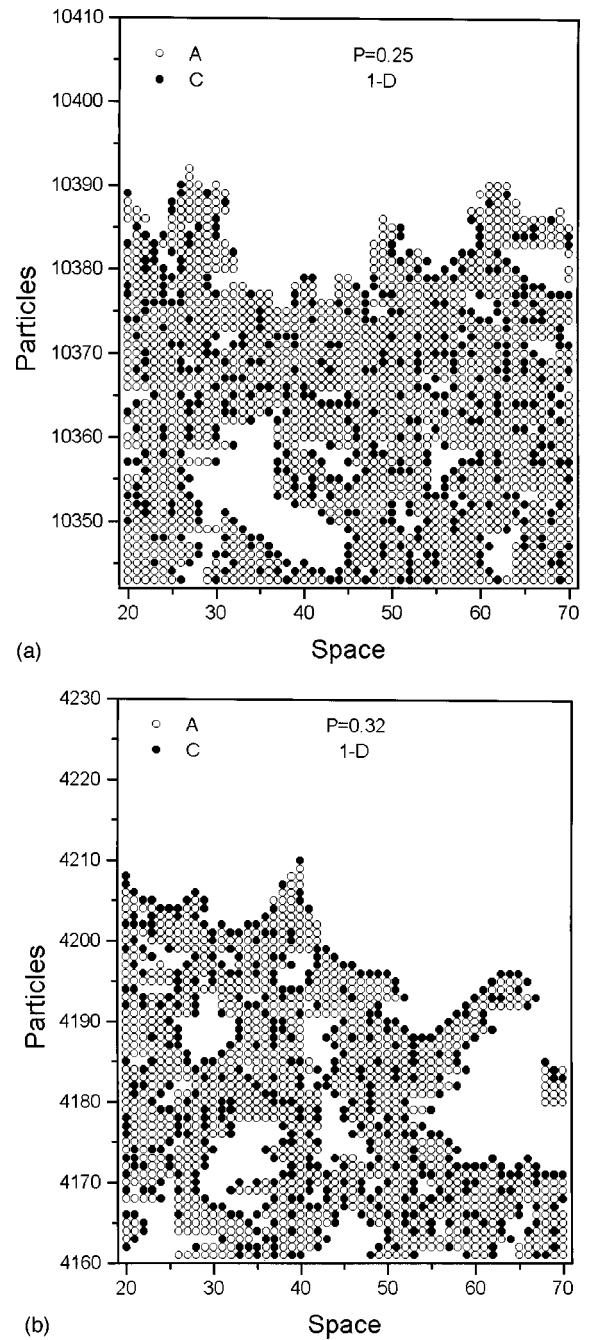 10410
○ A P=0.25
● C 1-D
10400
10390
10380
10370
10360
10350
Particles
20 30 40 50 60 70
(a) Space
4230
○ A P=0.32
● C 1-D
4220
4210
4200
4190
4180
4170
4160
Particles
20 30 40 50 60 70
(b) Space